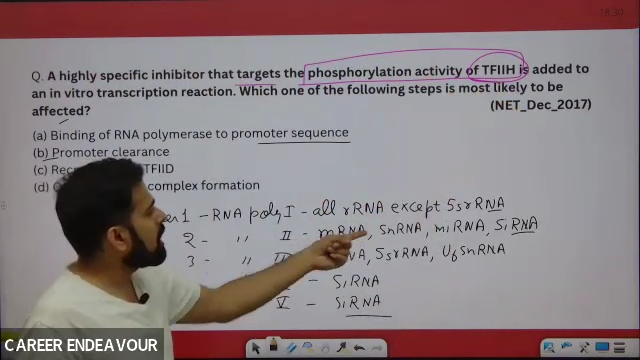 18:30
Q. A highly specific inhibitor that targets the phosphorylation activity of TFIIH is added to
an in vitro transcription reaction. Which one of the following steps is most likely to be
affected?
(NET_Dec_2017)
(a) Binding of RNA polymerase to promoter sequence
(b) Promoter clearance
(c) TFIID
(d) complex formation
1 - RNA poly I - all rRNA except 5srRNA
2 - " II - mRNA, snRNA, miRNA, SiRNA
3 - " 5srRNA, U6snRNA
- SiRNA
V - SiRNA
CAREER ENDEAVOUR